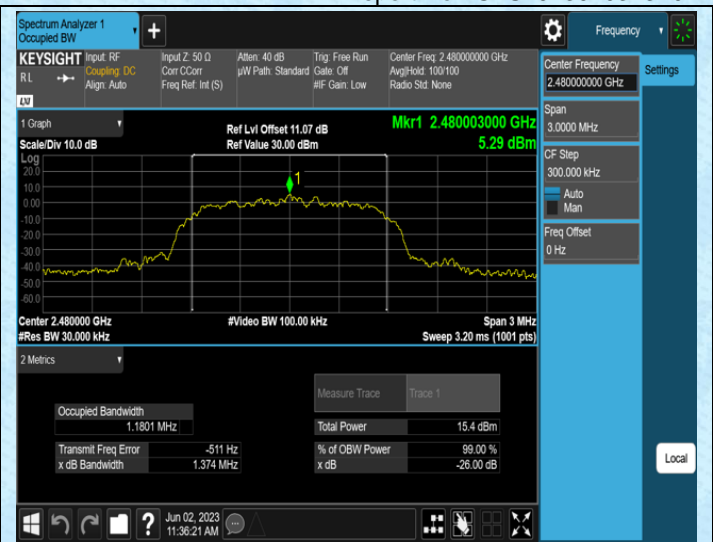 Spectrum Analyzer 1
Occupied BW
Frequency
KEYSIGHT
RL
LXI
Input: RF
Coupling: DC
Align: Auto
Input Z: 50 Ω
Corr CCorr
Freq Ref: Int (S)
Atten: 40 dB
µW Path: Standard
Trig: Free Run
Gate: Off
#IF Gain: Low
Center Freq: 2.480000000 GHz
Avg|Hold: 100/100
Radio Std: None
Center Frequency
2.480000000 GHz
Settings
Span
3.0000 MHz
CF Step
300.000 kHz
Auto
Man
Freq Offset
0 Hz
1 Graph
Scale/Div 10.0 dB
Ref Lvl Offset 11.07 dB
Ref Value 30.00 dBm
Mkr1 2.480003000 GHz
5.29 dBm
Log
20.0
10.0
0.00
-10.0
-20.0
-30.0
-40.0
-50.0
-60.0
1
Center 2.480000 GHz
#Res BW 30.000 kHz
#Video BW 100.00 kHz
Span 3 MHz
Sweep 3.20 ms (1001 pts)
2 Metrics
Measure Trace
Trace 1
Occupied Bandwidth
1.1801 MHz
Total Power
15.4 dBm
Transmit Freq Error
-511 Hz
% of OBW Power
99.00 %
x dB Bandwidth
1.374 MHz
x dB
-26.00 dB
Local
?
Jun 02, 2023
11:36:21 AM